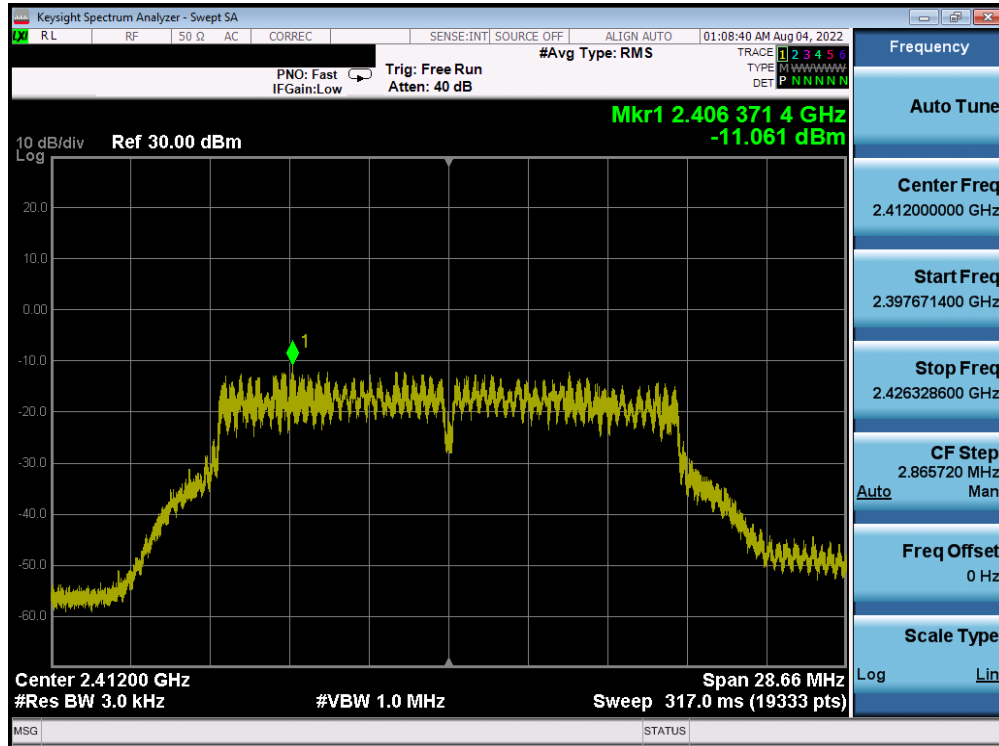 Keysight Spectrum Analyzer - Swept SA
LXI RL RF 50 Ω AC CORREC SENSE:INT SOURCE OFF ALIGN AUTO 01:08:40 AM Aug 04, 2022
#Avg Type: RMS TRACE 1 2 3 4 5 6
PNO: Fast Trig: Free Run TYPE M WWWWW
IFGain:Low Atten: 40 dB DET P N N N N N
Mkr1 2.406 371 4 GHz
-11.061 dBm
10 dB/div Ref 30.00 dBm
Log
20.0
10.0
0.00
-10.0
-20.0
-30.0
-40.0
-50.0
-60.0
1
Center 2.41200 GHz Span 28.66 MHz
#Res BW 3.0 kHz #VBW 1.0 MHz Sweep 317.0 ms (19333 pts)
MSG STATUS
Frequency
Auto Tune
Center Freq
2.412000000 GHz
Start Freq
2.397671400 GHz
Stop Freq
2.426328600 GHz
CF Step
2.865720 MHz
Auto Man
Freq Offset
0 Hz
Scale Type
Log Lin